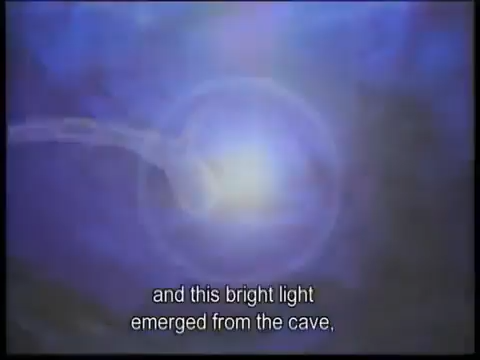 and this bright light
emerged from the cave,